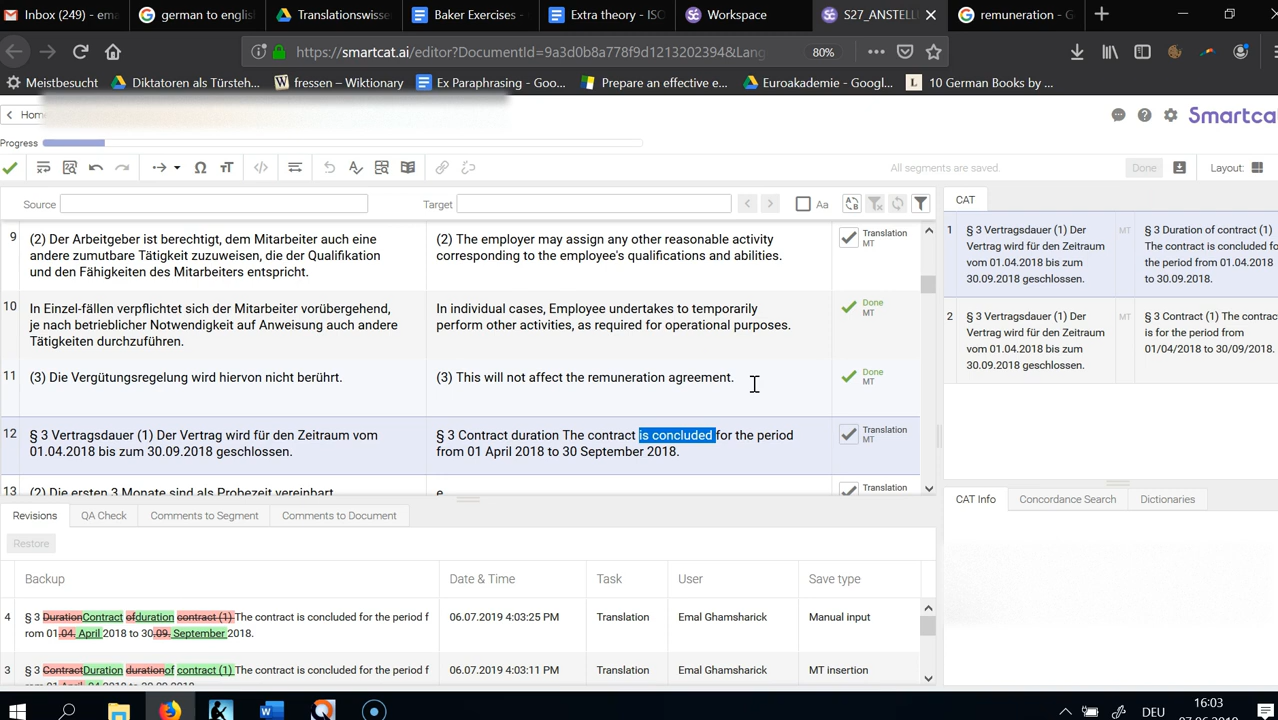 Inbox (249) - ema
german to englis
Translationswisse
Baker Exercises -
Extra theory - ISO
Workspace
S27_ANSTELL
remuneration - G
https://smartcat.ai/editor?DocumentId=9a3d0b8a778f9d1213202394&Lang
80%
Meistbesucht
Diktatoren als Türsteh...
fressen – Wiktionary
Ex Paraphrasing - Goo...
Prepare an effective e...
Euroakademie - Googl...
10 German Books by ...
Home
Smartca
Progress
All segments are saved.
Done
Layout:
Source
Target
Aa
CAT
9
(2) Der Arbeitgeber ist berechtigt, dem Mitarbeiter auch eine
andere zumutbare Tätigkeit zuzuweisen, die der Qualifikation
und den Fähigkeiten des Mitarbeiters entspricht.
(2) The employer may assign any other reasonable activity
corresponding to the employee's qualifications and abilities.
Translation
MT
10
In Einzel-fällen verpflichtet sich der Mitarbeiter vorübergehend,
je nach betrieblicher Notwendigkeit auf Anweisung auch andere
Tätigkeiten durchzuführen.
In individual cases, Employee undertakes to temporarily
perform other activities, as required for operational purposes.
Done
MT
11
(3) Die Vergütungsregelung wird hiervon nicht berührt.
(3) This will not affect the remuneration agreement.
Done
MT
12
§ 3 Vertragsdauer (1) Der Vertrag wird für den Zeitraum vom
01.04.2018 bis zum 30.09.2018 geschlossen.
§ 3 Contract duration The contract is concluded for the period
from 01 April 2018 to 30 September 2018.
Translation
MT
13
(2) Die ersten 3 Monate sind als Probezeit vereinbart
e
Translation
1
§ 3 Vertragsdauer (1) Der
Vertrag wird für den Zeitraum
vom 01.04.2018 bis zum
30.09.2018 geschlossen.
MT
§ 3 Duration of contract (1)
The contract is concluded fo
the period from 01.04.2018
to 30.09.2018.
2
§ 3 Vertragsdauer (1) Der
Vertrag wird für den Zeitraum
vom 01.04.2018 bis zum
30.09.2018 geschlossen.
MT
§ 3 Contract (1) The contrac
is for the period from
01/04/2018 to 30/09/2018.
CAT Info
Concordance Search
Dictionaries
Revisions
QA Check
Comments to Segment
Comments to Document
Restore
Backup
Date & Time
Task
User
Save type
4
§ 3 DurationContract ofduration contract (1) The contract is concluded for the period f
rom 01.04. April 2018 to 30.09. September 2018.
06.07.2019 4:03:25 PM
Translation
Emal Ghamsharick
Manual input
3
§ 3 ContractDuration durationof contract (1) The contract is concluded for the period f
06.07.2019 4:03:11 PM
Translation
Emal Ghamsharick
MT insertion
DEU
16:03